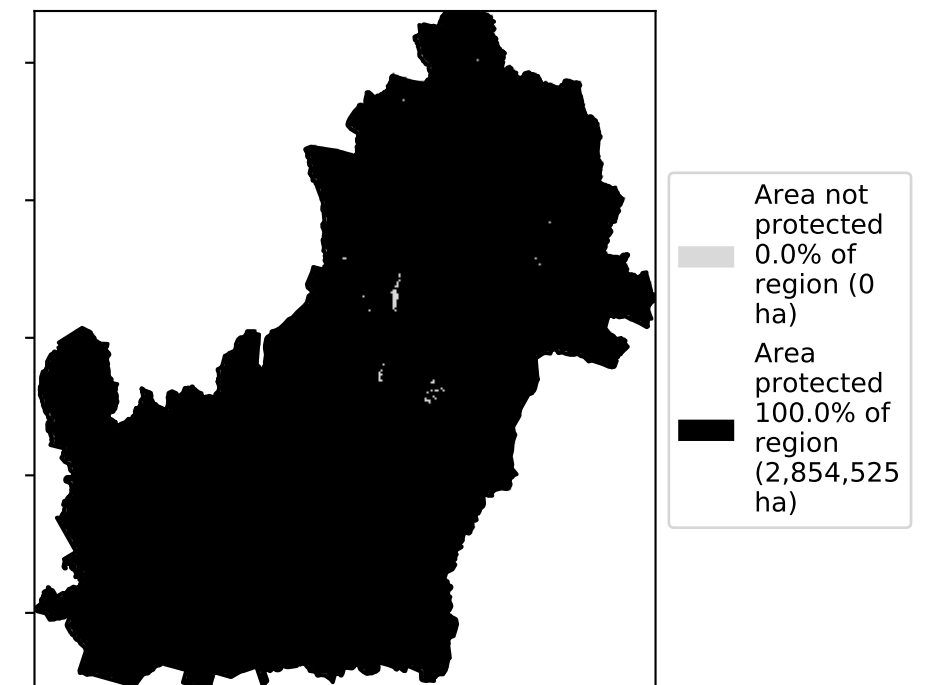 Area not
protected
0.0% of
region (0
ha)
Area
protected
100.0% of
region
(2,854,525
ha)